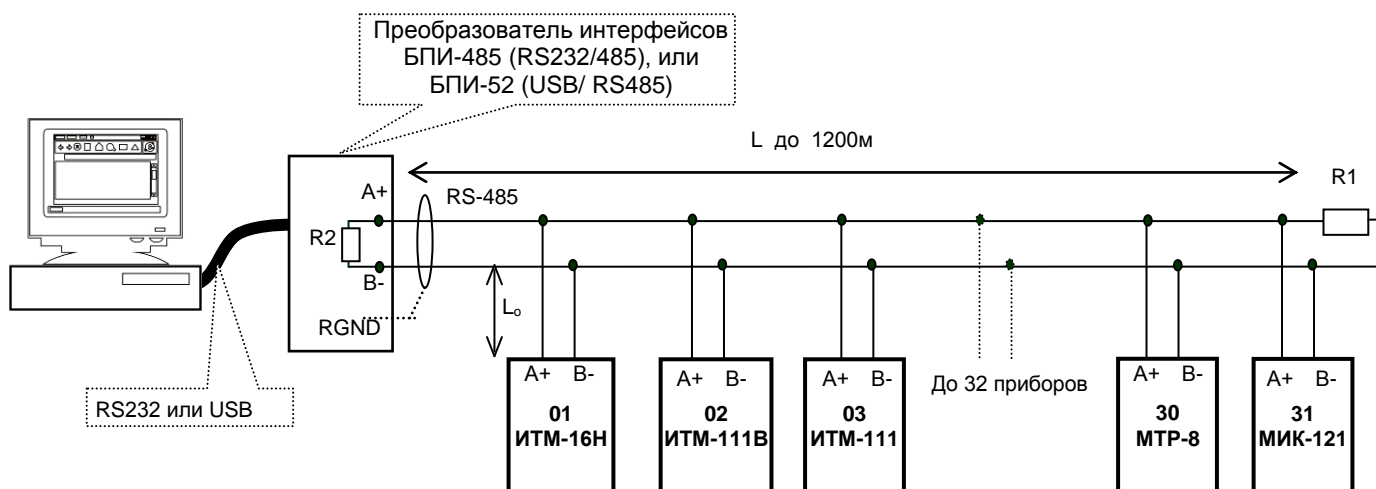 Преобразователь интерфейсов
БПИ-485 (RS232/485), или
БПИ-52 (USB/ RS485)
L до 1200м
R1
A+
RS-485
R2
B-
Lo
RGND
RS232 или USB
A+ B-
01
ИТМ-16Н
A+ B-
02
ИТМ-111В
A+ B-
03
ИТМ-111
До 32 приборов
A+ B-
30
МТР-8
A+ B-
31
МИК-121